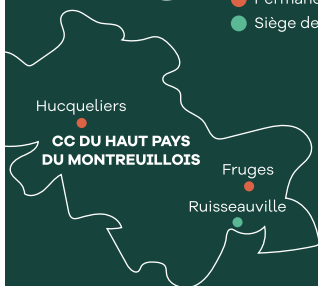 Siège de
Hucqueliers
CC DU HAUT PAYS
DU MONTREUILLOIS
Fruges
Ruisseauville